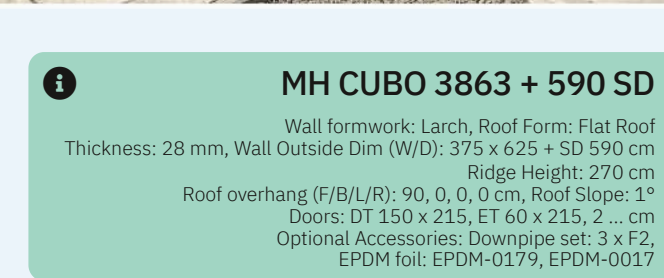 MH CUBO 3863 + 590 SD
Wall formwork: Larch, Roof Form: Flat Roof
Thickness: 28 mm, Wall Outside Dim (W/D): 375 x 625 + SD 590 cm
Ridge Height: 270 cm
Roof overhang (F/B/L/R): 90, 0, 0, 0 cm, Roof Slope: 1°
Doors: DT 150 x 215, ET 60 x 215, 2 ... cm
Optional Accessories: Downpipe set: 3 x F2,
EPDM foil: EPDM-0179, EPDM-0017